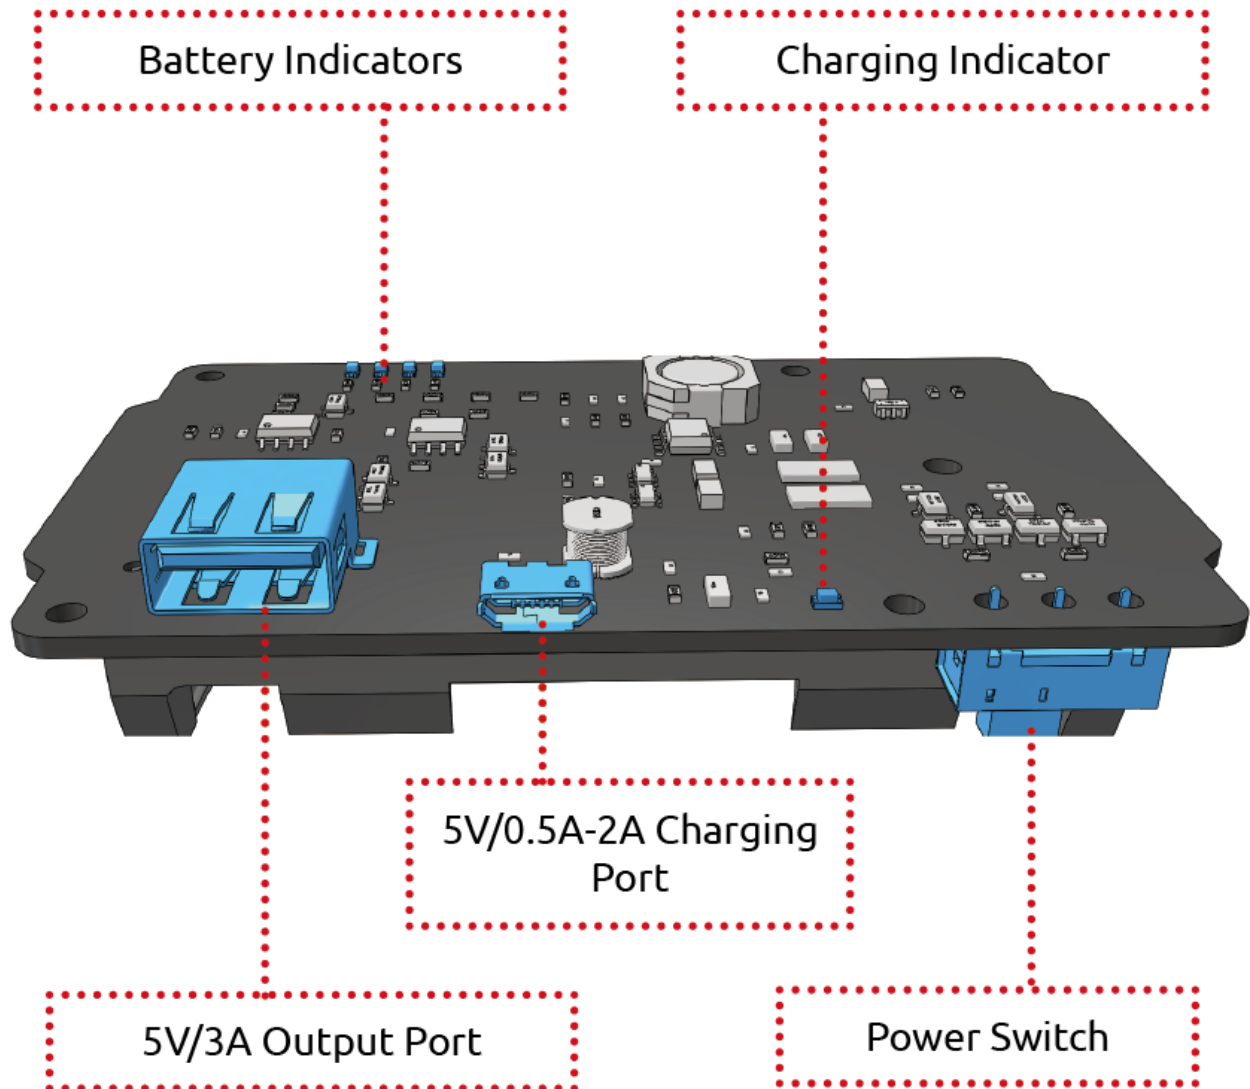 Battery Indicators
Charging Indicator
5V/0.5A-2A Charging
Port
5V/3A Output Port
Power Switch